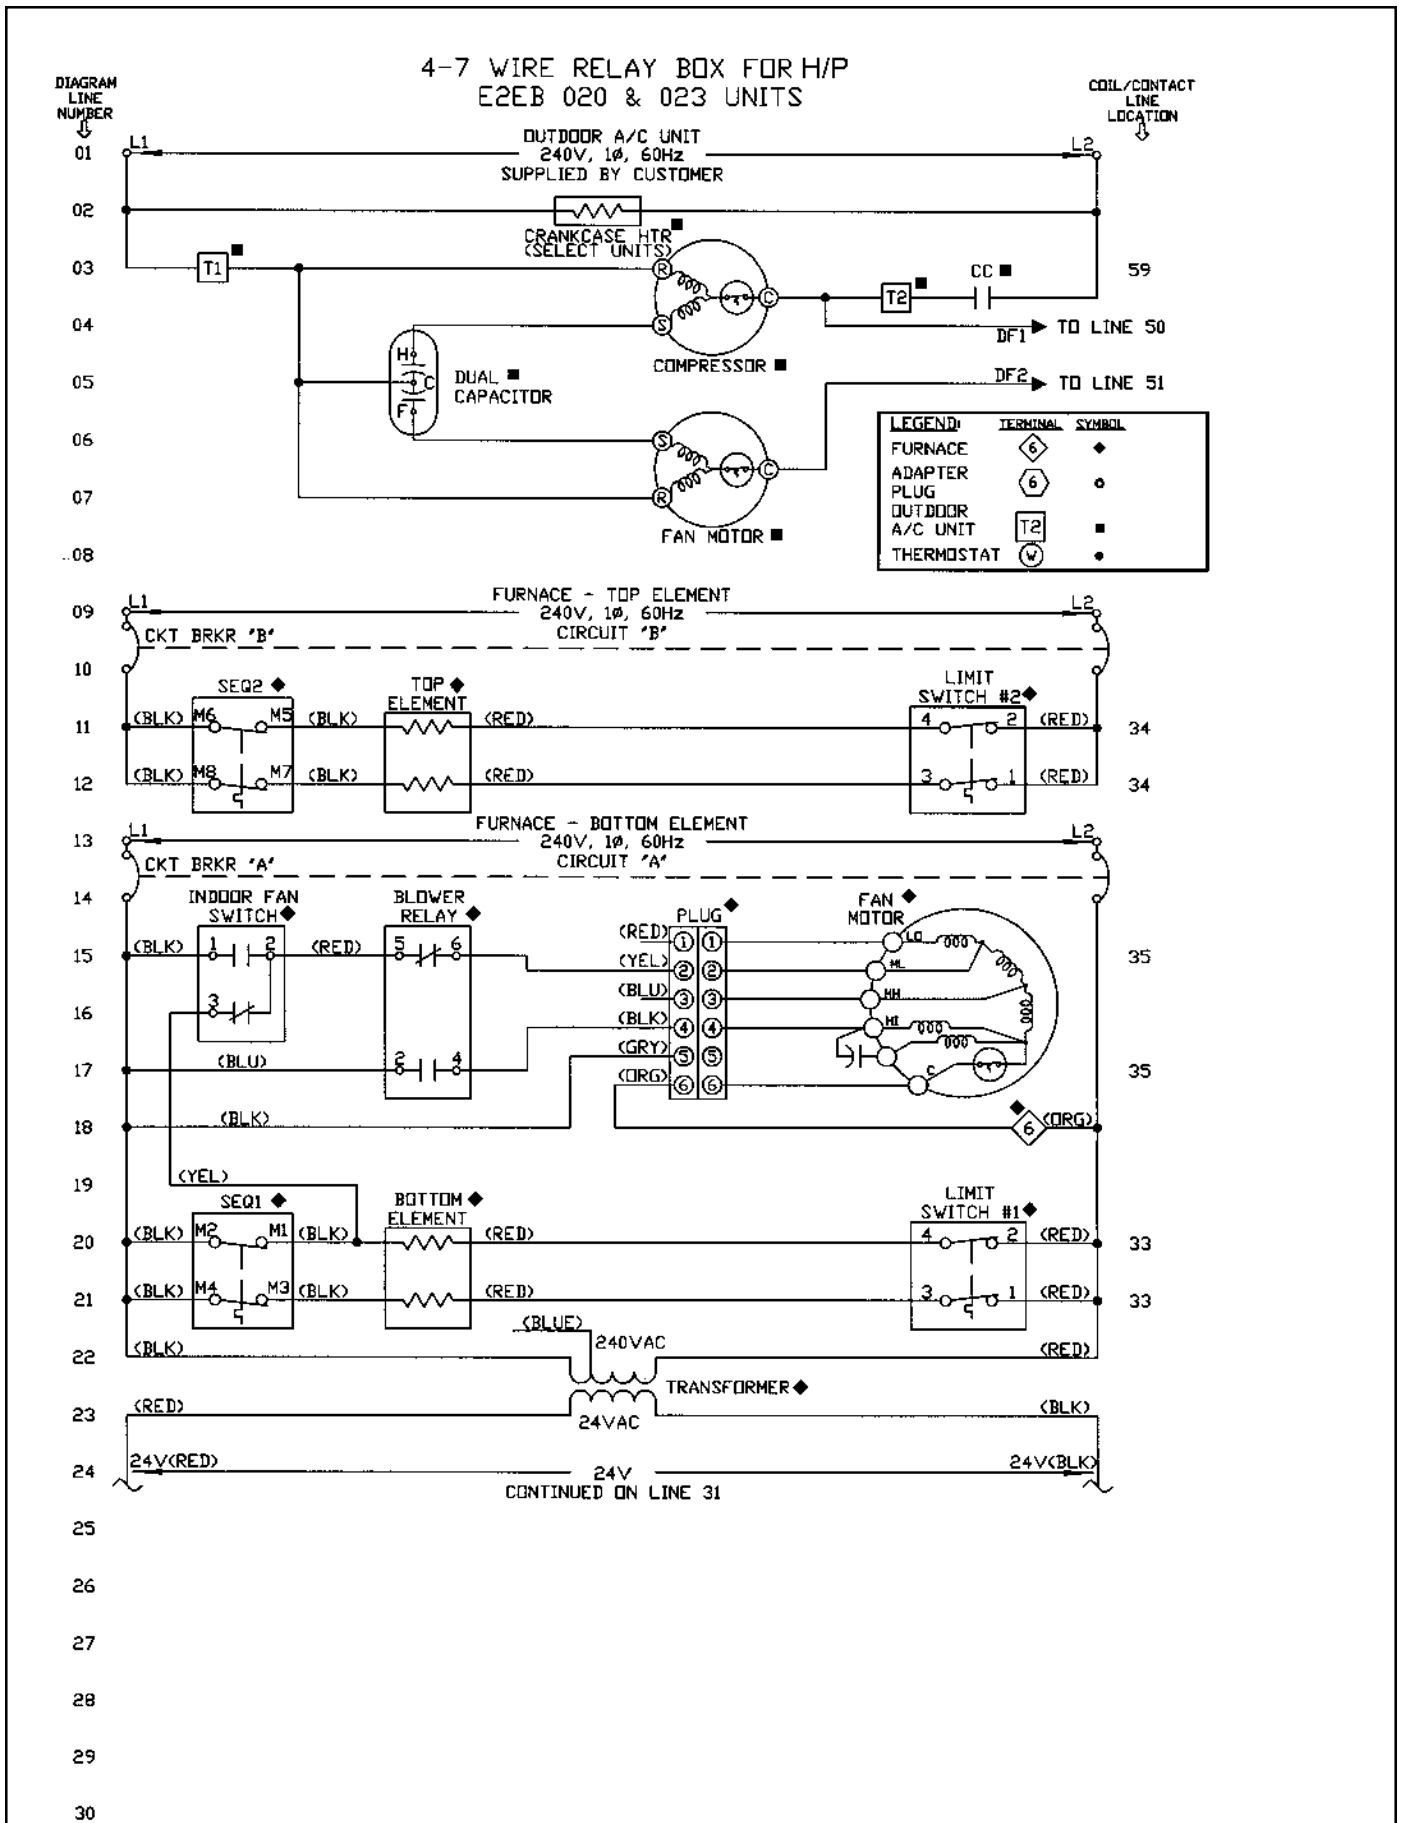 4-7 WIRE RELAY BOX FOR H/P
E2EB 020 & 023 UNITS
DIAGRAM
LINE
NUMBER
COIL/CONTACT
LINE
LOCATION
OUTDOOR A/C UNIT
01 L1 240V, 1Ø, 60Hz L2
SUPPLIED BY CUSTOMER
02
CRANKCASE HTR
(SELECT UNITS)
03 T1 R 59
CC
T2
C
04 S DF1 TO LINE 50
H
COMPRESSOR
05 C DUAL DF2 TO LINE 51
CAPACITOR
F
06 S
C
07 R
FAN MOTOR
LEGEND: TERMINAL SYMBOL
FURNACE 6
ADAPTER
PLUG 6
OUTDOOR
A/C UNIT T2
THERMOSTAT W
..08
FURNACE - TOP ELEMENT
09 L1 240V, 1Ø, 60Hz L2
CKT BRKR "B" CIRCUIT "B"
10
SEQ2 TOP LIMIT
ELEMENT SWITCH #2
11 (BLK) M6 M5 (BLK) (RED) 4 2 (RED) 34
12 (BLK) M8 M7 (BLK) (RED) 3 1 (RED) 34
FURNACE - BOTTOM ELEMENT
13 L1 240V, 1Ø, 60Hz L2
CKT BRKR "A" CIRCUIT "A"
14
INDOOR FAN BLOWER FAN
SWITCH RELAY PLUG MOTOR
(RED) 1 1 LO
15 (BLK) 1 2 (RED) 5 6 35
(YEL) 2 2 ML
(BLU) 3 3 MH
16 3
(BLK) 4 4 HI
(GRY) 5 5
17 (BLU) 2 4 35
(ORG) 6 6 C
18 (BLK) 6 (ORG)
19 (YEL)
SEQ1 BOTTOM LIMIT
ELEMENT SWITCH #1
20 (BLK) M2 M1 (BLK) (RED) 4 2 (RED) 33
21 (BLK) M4 M3 (BLK) (RED) 3 1 (RED) 33
(BLUE)
240VAC
22 (BLK) (RED)
TRANSFORMER
23 (RED) 24VAC (BLK)
24 24V(RED) 24V 24V(BLK)
CONTINUED ON LINE 31
25
26
27
28
29
30